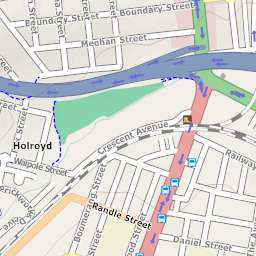 Boundary Street
Boundary Street
Meehan Street
Crescent Avenue
Holroyd
Walpole Street
Railway
Randle Street
Daniel Street